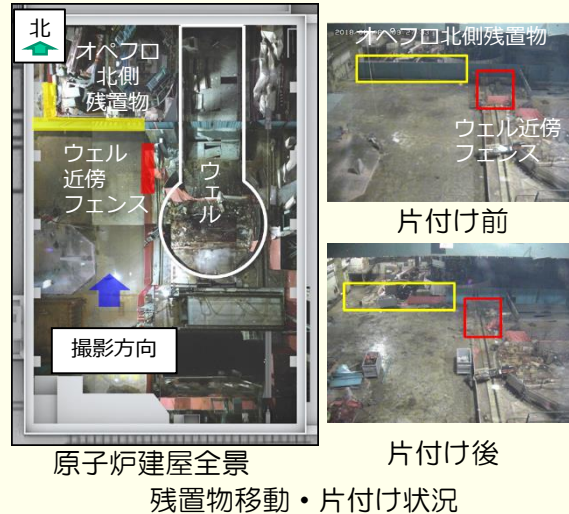 北
オペフロ
北側
残置物
ウェル
近傍
フェンス
ウェル
撮影方向
原子炉建屋全景
オペフロ北側残置物
ウェル近傍
フェンス
片付け前
片付け後
残置物移動・片付け状況